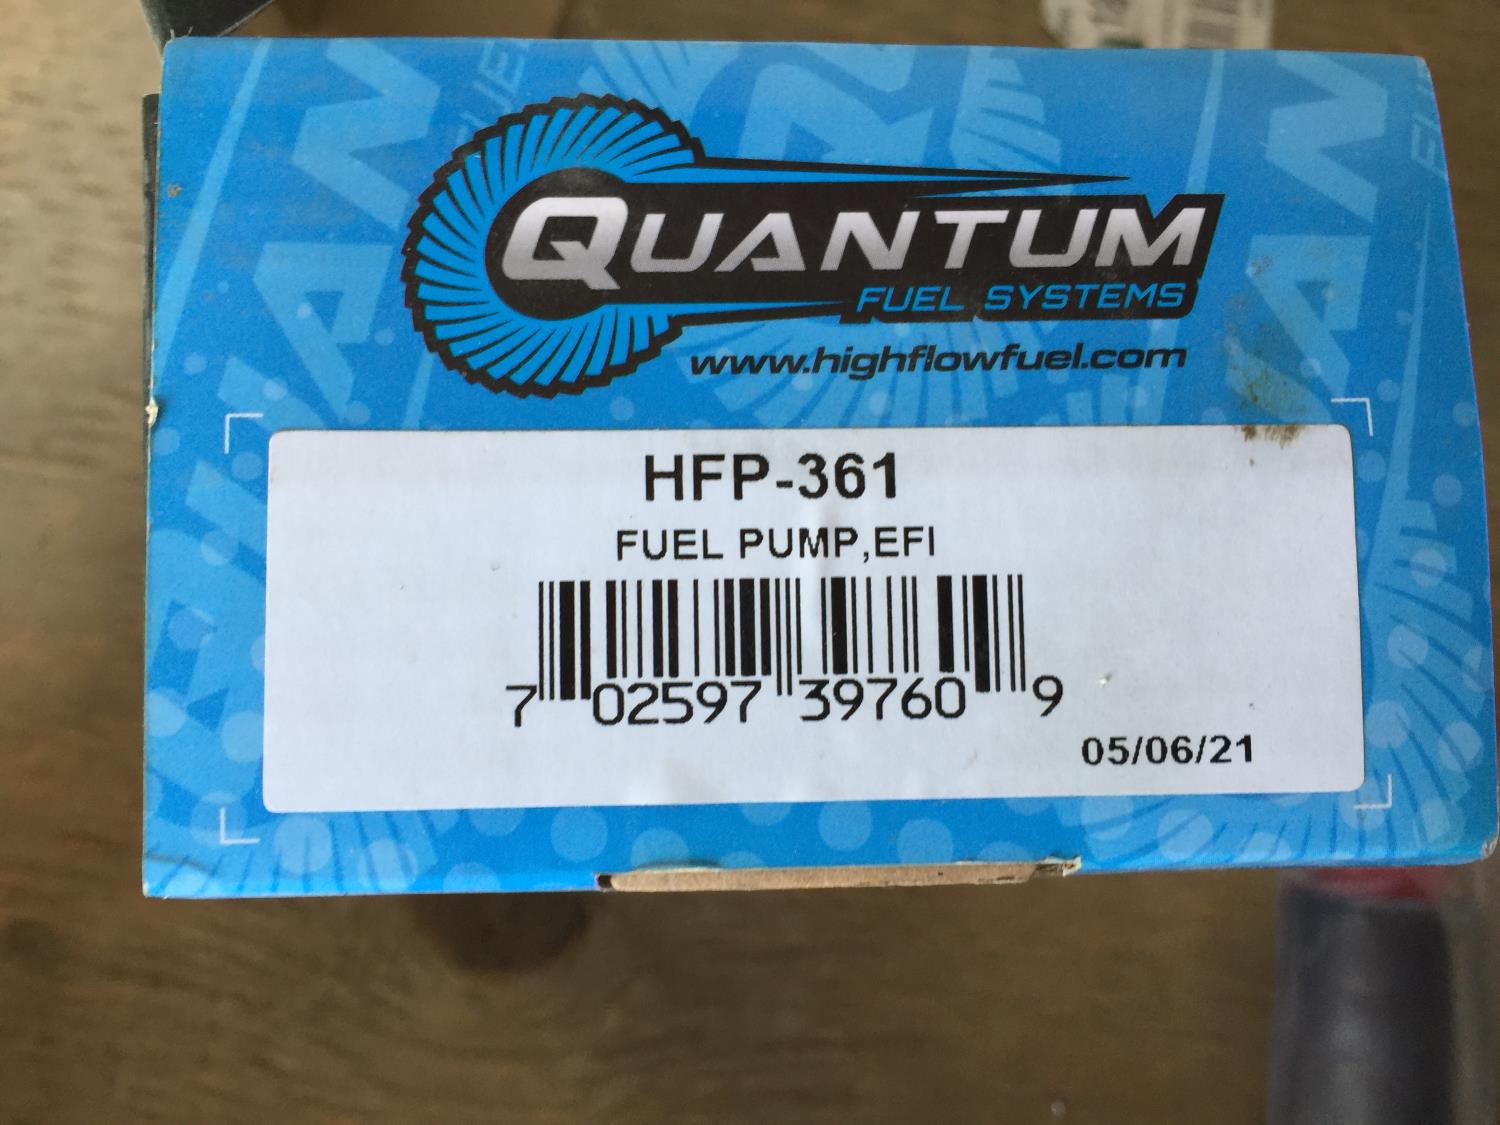 QUANTUM
FUEL SYSTEMS
www.highflowfuel.com
HFP-361
FUEL PUMP,EFI
7 02597 39760 9
05/06/21